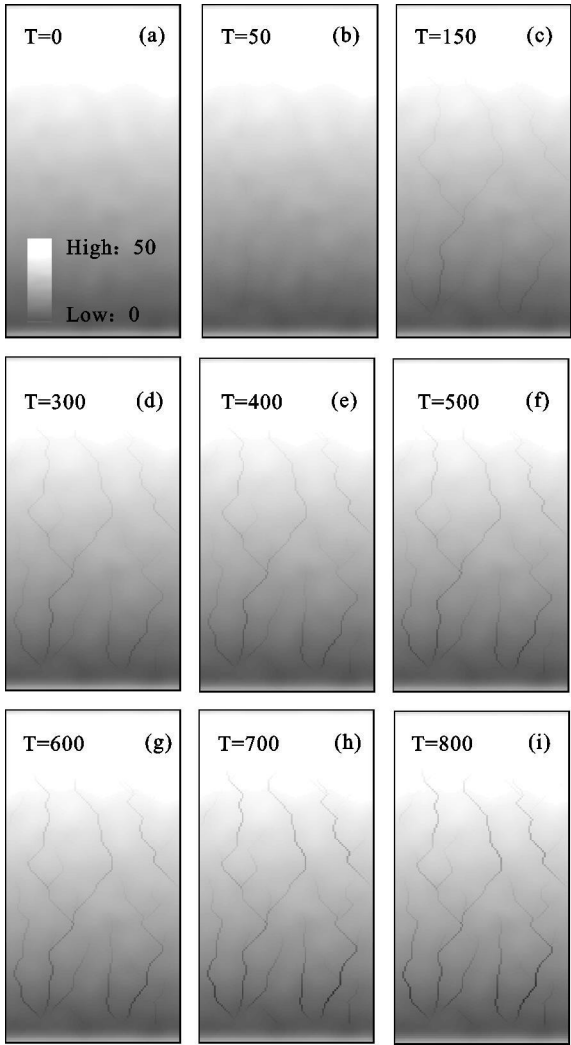 T=0 (a)
T=50 (b)
T=150 (c)
High: 50
Low: 0
T=300 (d)
T=400 (e)
T=500 (f)
T=600 (g)
T=700 (h)
T=800 (i)